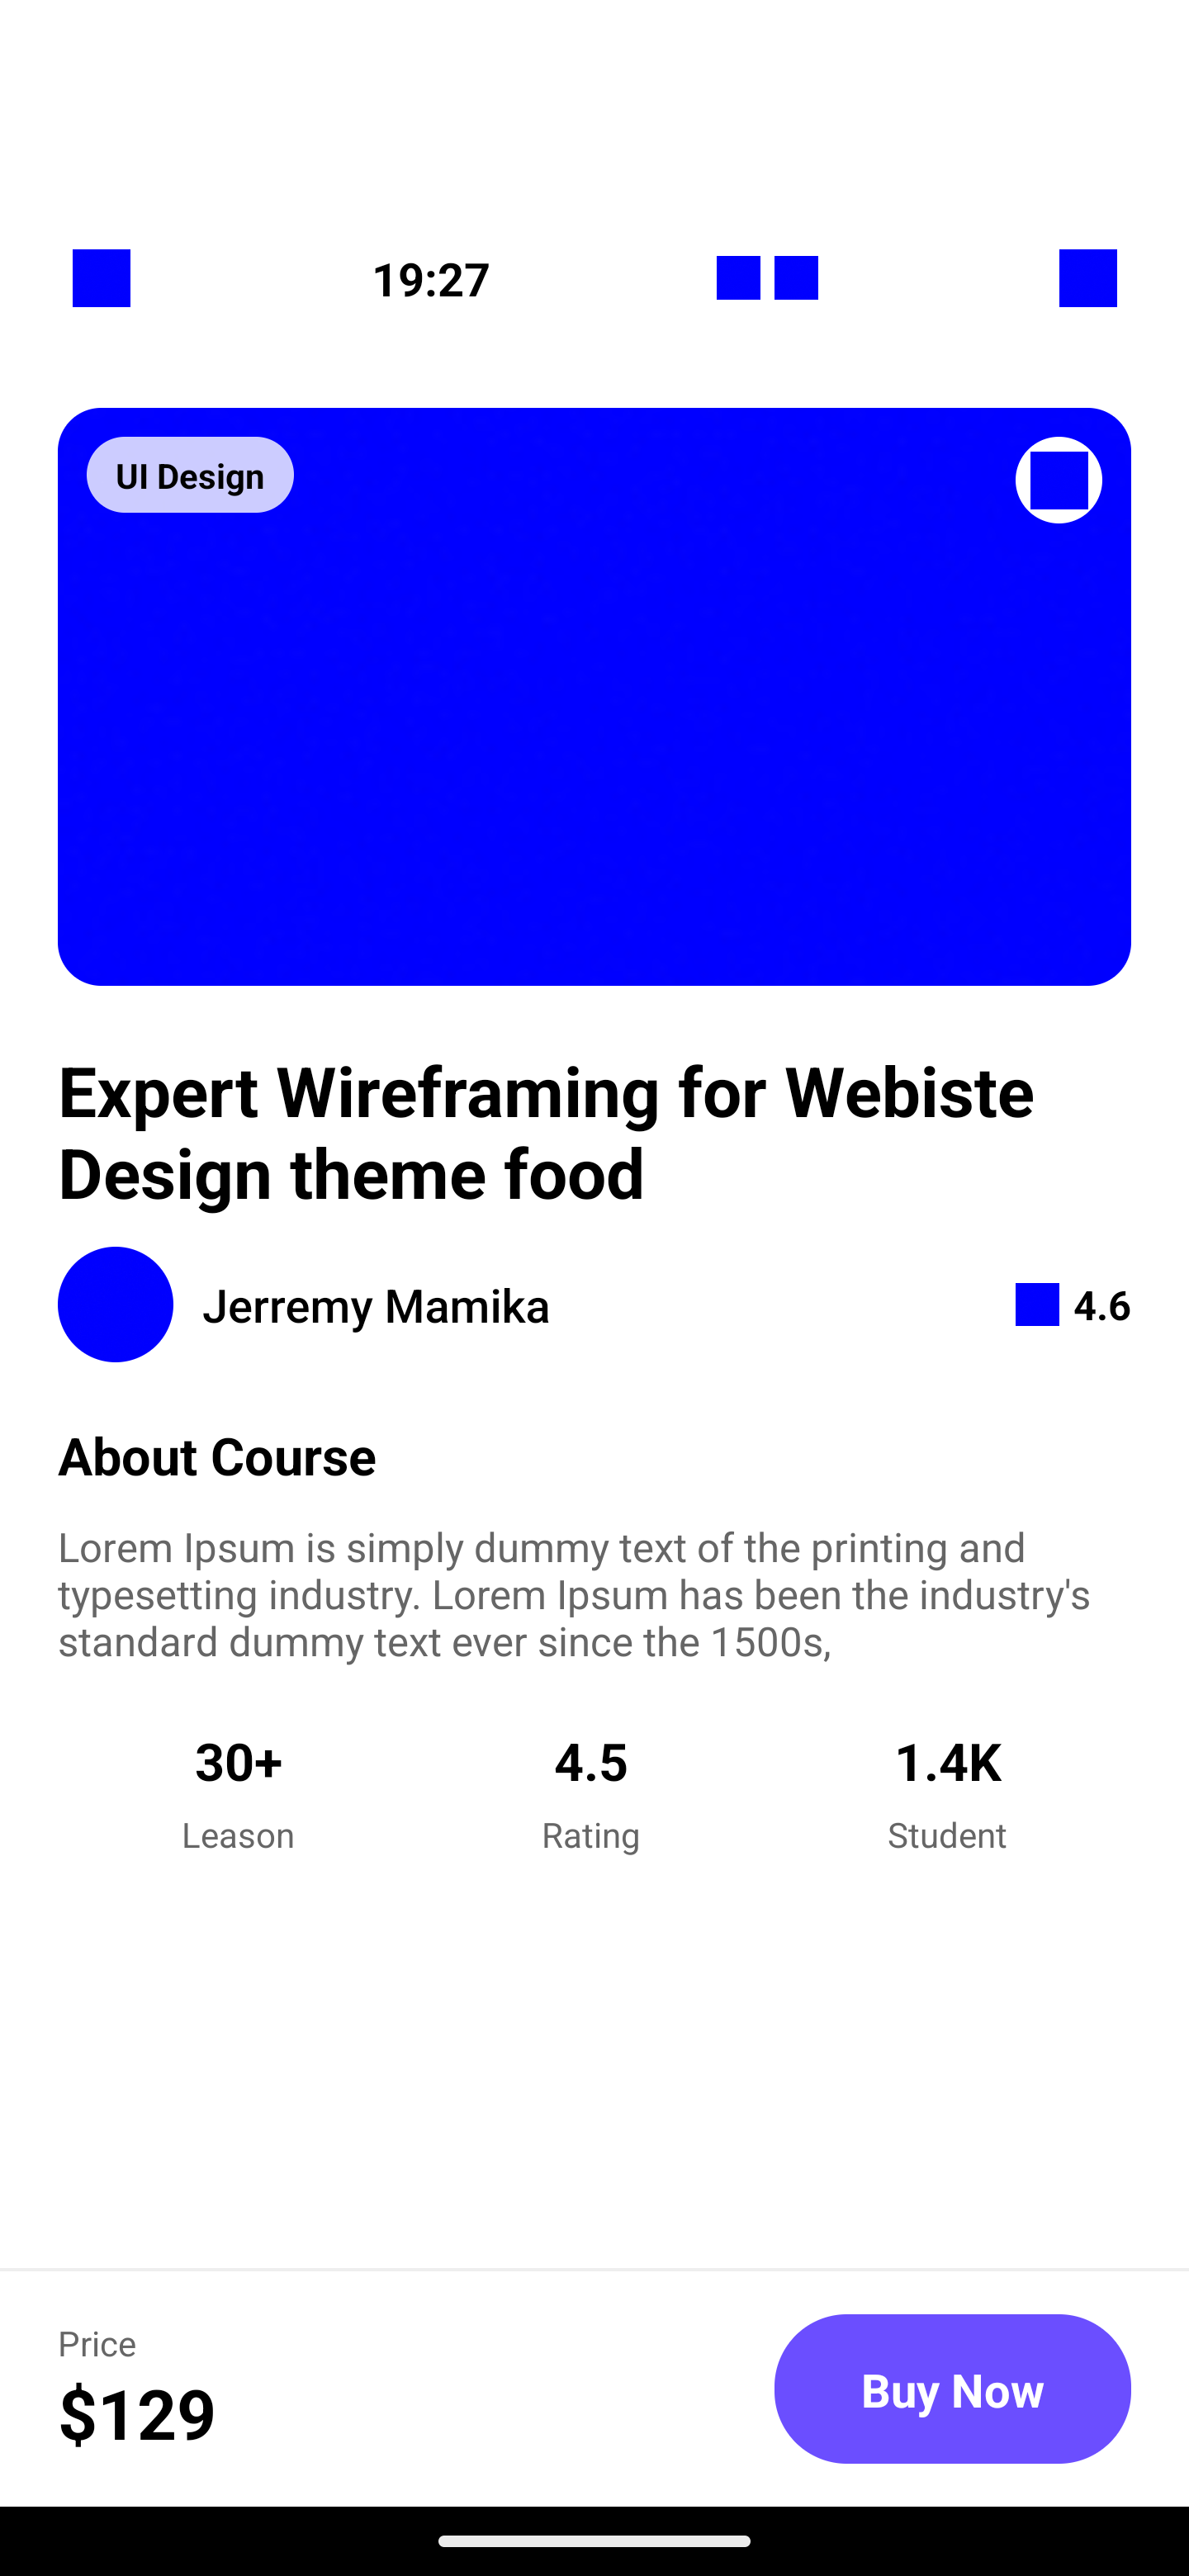 19:27
UI Design
Expert Wireframing for Webiste
Design theme food
Jerremy Mamika
4.6
About Course
Lorem Ipsum is simply dummy text of the printing and
typesetting industry. Lorem Ipsum has been the industry's
standard dummy text ever since the 1500s,
30+ 4.5 1.4K
Leason Rating Student
Price
$129
Buy Now